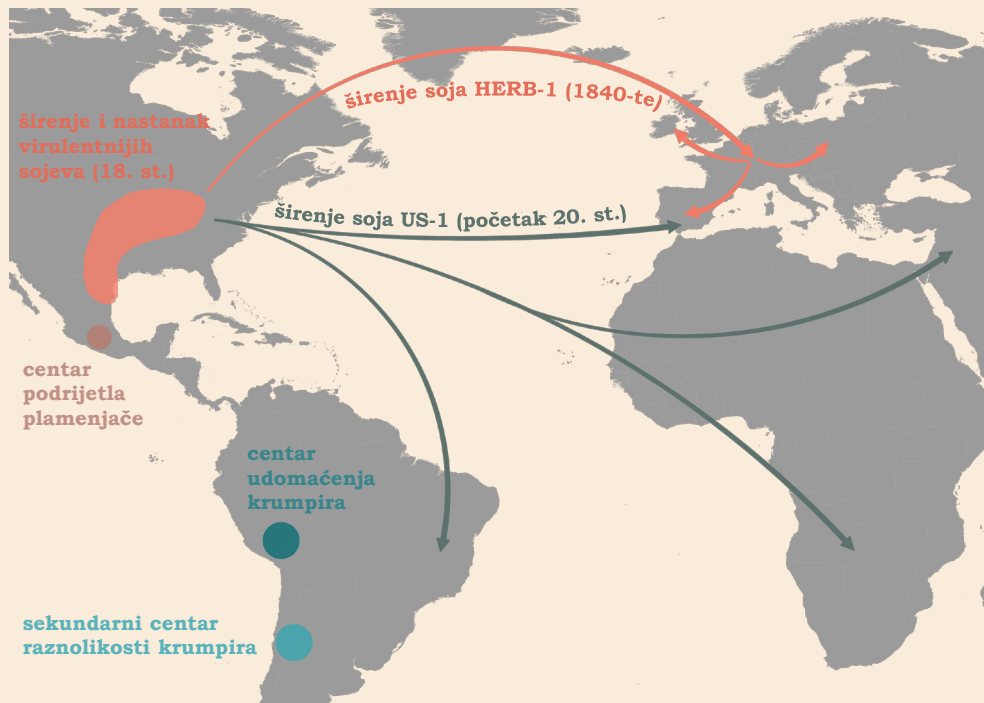 širenje soja HERB-1 (1840-te)
širenje i nastanak
virulentnijih
sojeva (18. st.)
širenje soja US-1 (početak 20. st.)
centar
podrijetla
plamenjače
centar
udomaćenja
krumpira
sekundarni centar
raznolikosti krumpira